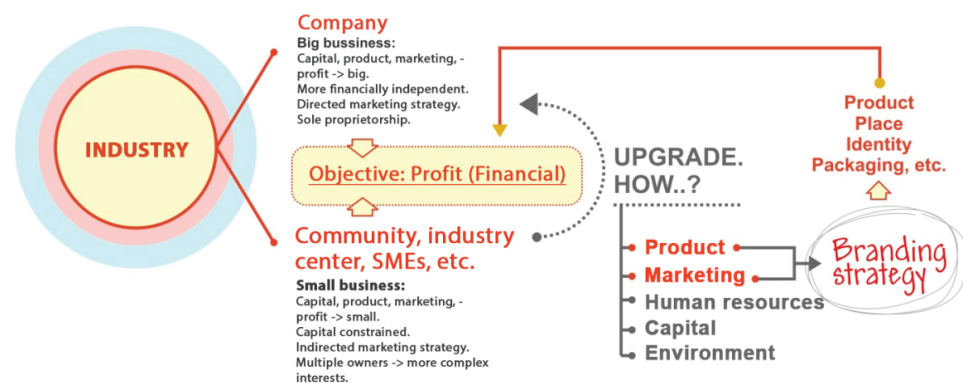 INDUSTRY
Company
Big bussiness:
Capital, product, marketing, -
profit -> big.
More financially independent.
Directed marketing strategy.
Sole proprietorship.
Objective: Profit (Financial)
Community, industry
center, SMEs, etc.
Small business:
Capital, product, marketing, -
profit -> small.
Capital constrained.
Indirected marketing strategy.
Multiple owners -> more complex
interests.
UPGRADE.
HOW..?
Product
Marketing
Human resources
Capital
Environment
Product
Place
Identity
Packaging, etc.
Branding
strategy